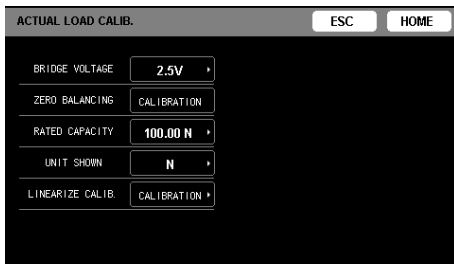 ACTUAL LOAD CALIB. ESC HOME
BRIDGE VOLTAGE 2.5V
ZERO BALANCING CALIBRATION
RATED CAPACITY 100.00 N
UNIT SHOWN N
LINEARIZE CALIB. CALIBRATION